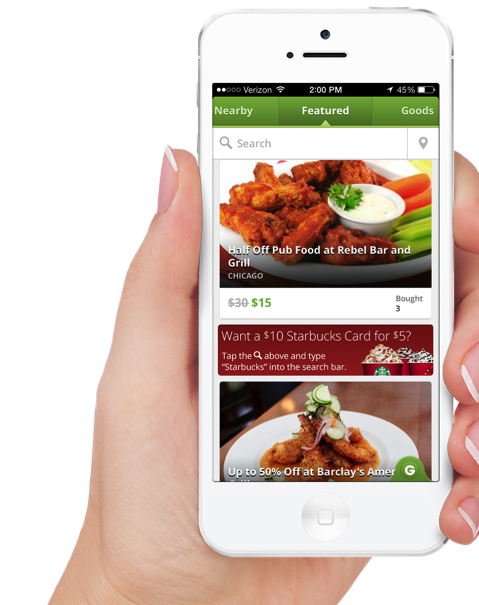 Verizon 2:00 PM 45%
Nearby Featured Goods
Search
Half Off Pub Food at Rebel Bar and
Grill
CHICAGO
$30 $15
Bought
3
Want a $10 Starbucks Card for $5?
Tap the above and type
"Starbucks" into the search bar.
Up to 50% Off at Barclay's Amer
G